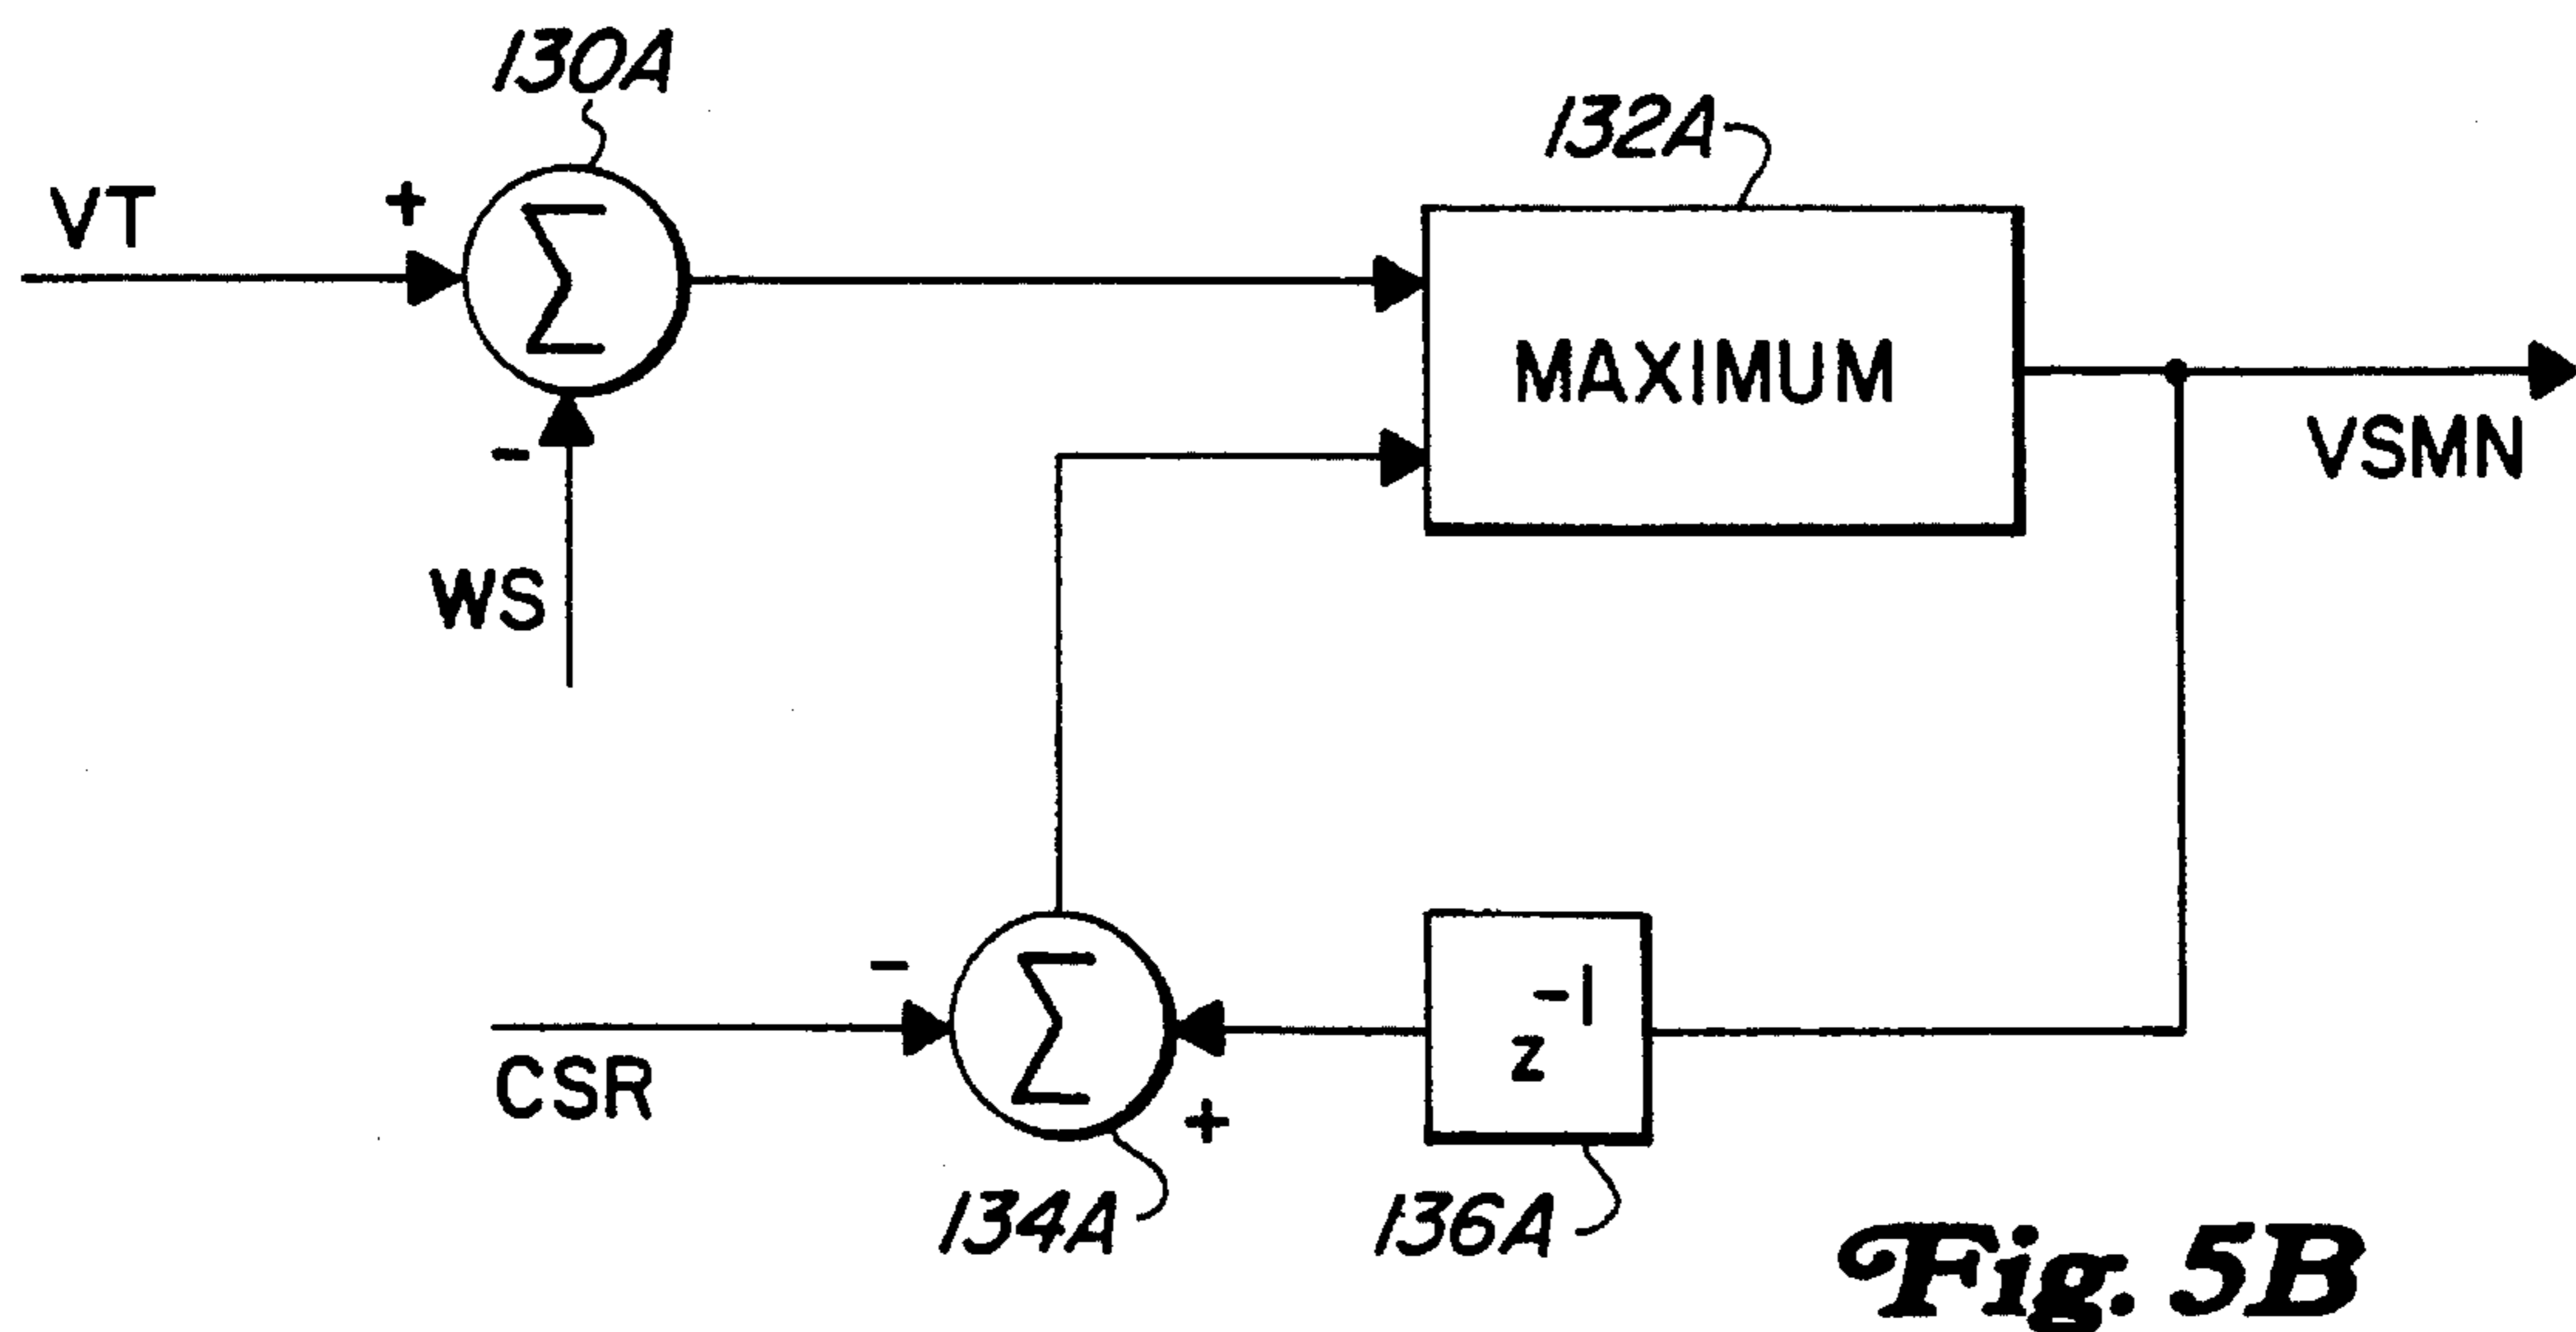 130A
132A
VT
+
Σ
MAXIMUM
-
WS
VSMN
-
Σ
z⁻¹
CSR
+
134A
136A
Fig. 5B